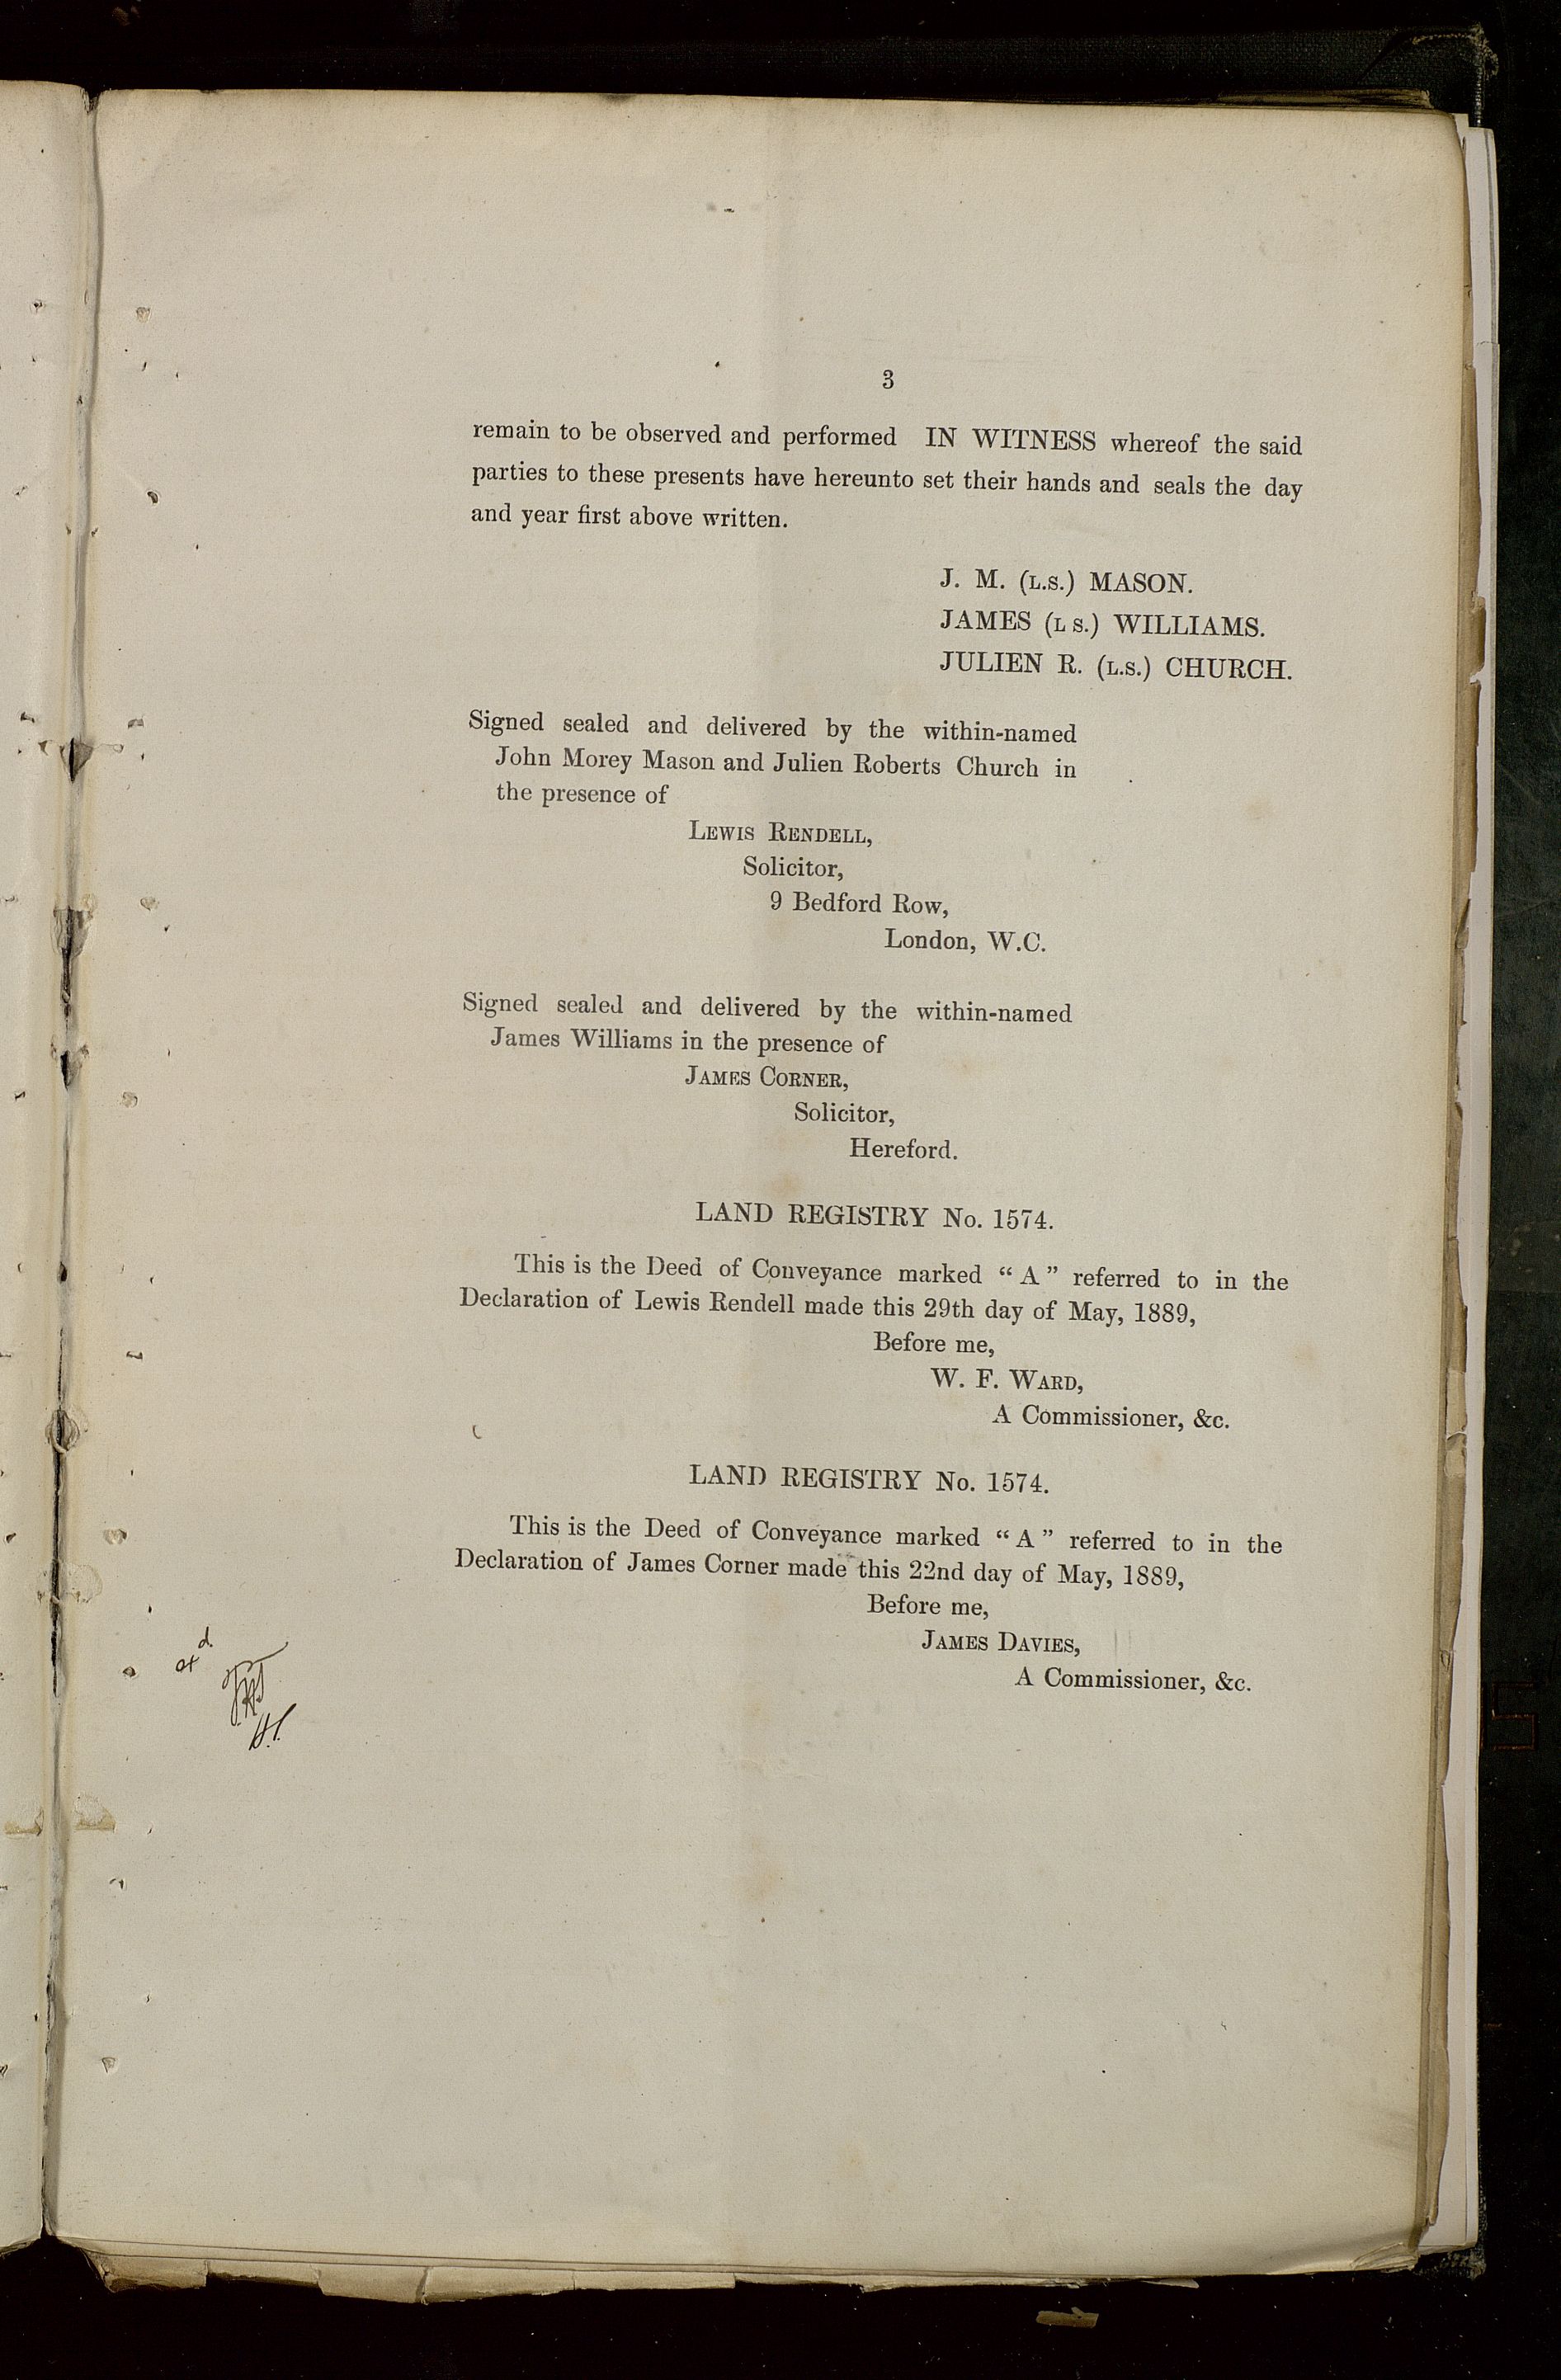 3
remain to be observed and performed IN WITNESS whereof the said
parties to these presents have hereunto set their hands and seals the day
and year first above written.
J. M. (L.S.) MASON.
JAMES (L S.) WILLIAMS.
JULIEN R. (L.S.) CHURCH.
Signed sealed and delivered by the within-named
John Morey Mason and Julien Roberts Church in
the presence of
LEWIS RENDELL,
Solicitor,
9 Bedford Row,
London, W.C.
Signed sealed and delivered by the within-named
James Williams in the presence of
JAMES CORNER,
Solicitor,
Hereford.
LAND REGISTRY No. 1574.
This is the Deed of Conveyance marked “A” referred to in the
Declaration of Lewis Rendell made this 29th day of May, 1889,
Before me,
W. F. WARD,
A Commissioner, &c.
LAND REGISTRY No. 1574.
This is the Deed of Conveyance marked “A” referred to in the
Declaration of James Corner made this 22nd day of May, 1889,
Before me,
JAMES DAVIES,
A Commissioner, &c.